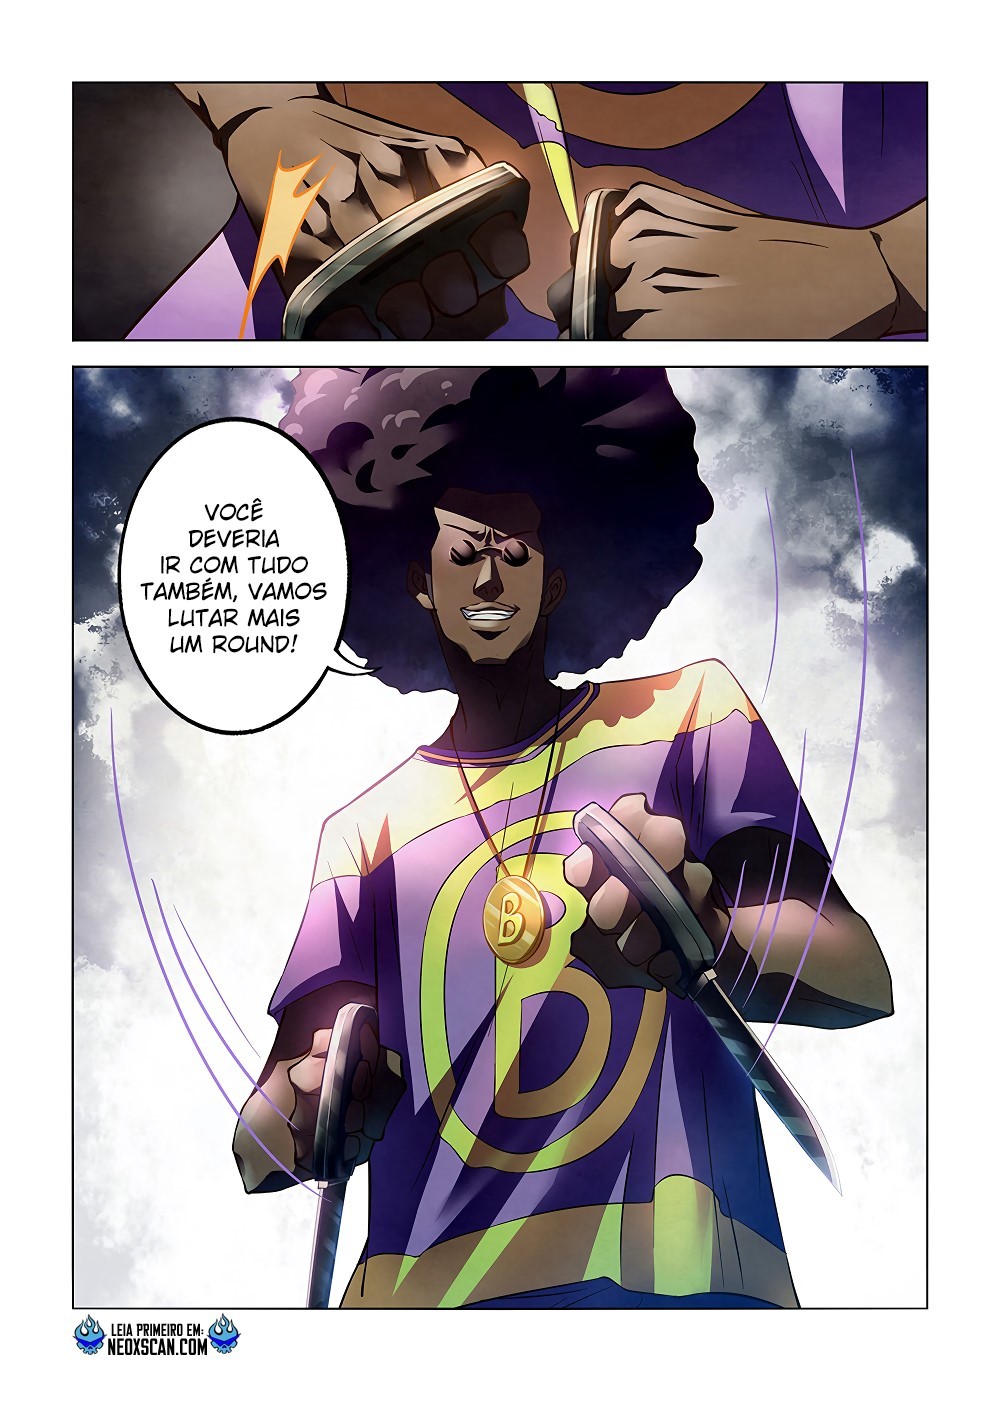 VOCÊ
DEVERIA
IR COM TUDO
TAMBÉM, VAMOS
LUTAR MAIS
UM ROUND!
B
B
LEIA PRIMEIRO EM:
NEOXSCAN.COM